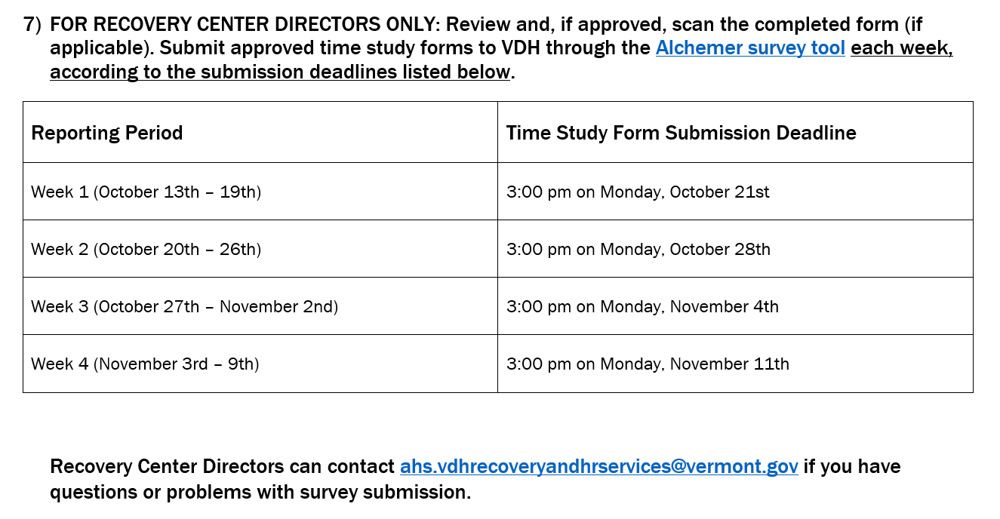 7) FOR RECOVERY CENTER DIRECTORS ONLY: Review and, if approved, scan the completed form (if
applicable). Submit approved time study forms to VDH through the Alchemer survey tool each week,
according to the submission deadlines listed below.
Reporting Period
Time Study Form Submission Deadline
Week 1 (October 13th – 19th)
3:00 pm on Monday, October 21st
Week 2 (October 20th – 26th)
3:00 pm on Monday, October 28th
Week 3 (October 27th – November 2nd)
3:00 pm on Monday, November 4th
Week 4 (November 3rd – 9th)
3:00 pm on Monday, November 11th
Recovery Center Directors can contact ahs.vdhrecoveryandhrservices@vermont.gov if you have
questions or problems with survey submission.